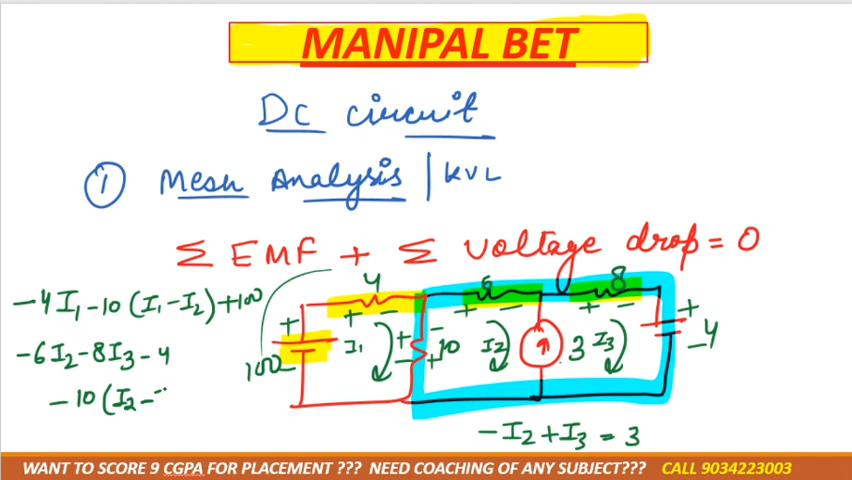 MANIPAL BET
DC circuit
① Mesh Analysis | KVL
Σ EMF + Σ voltage drop = 0
-4I₁-10(I₁-I₂)+100
-6I₂-8I₃-4
-10(I₂-
4
6
8
+
+ -
+ -
+ -
+
100
-
I₁
+
-
-
+
10
I₂
3
I₃
-4
-I₂+I₃=3
WANT TO SCORE 9 CGPA FOR PLACEMENT ??? NEED COACHING OF ANY SUBJECT??? CALL 9034223003